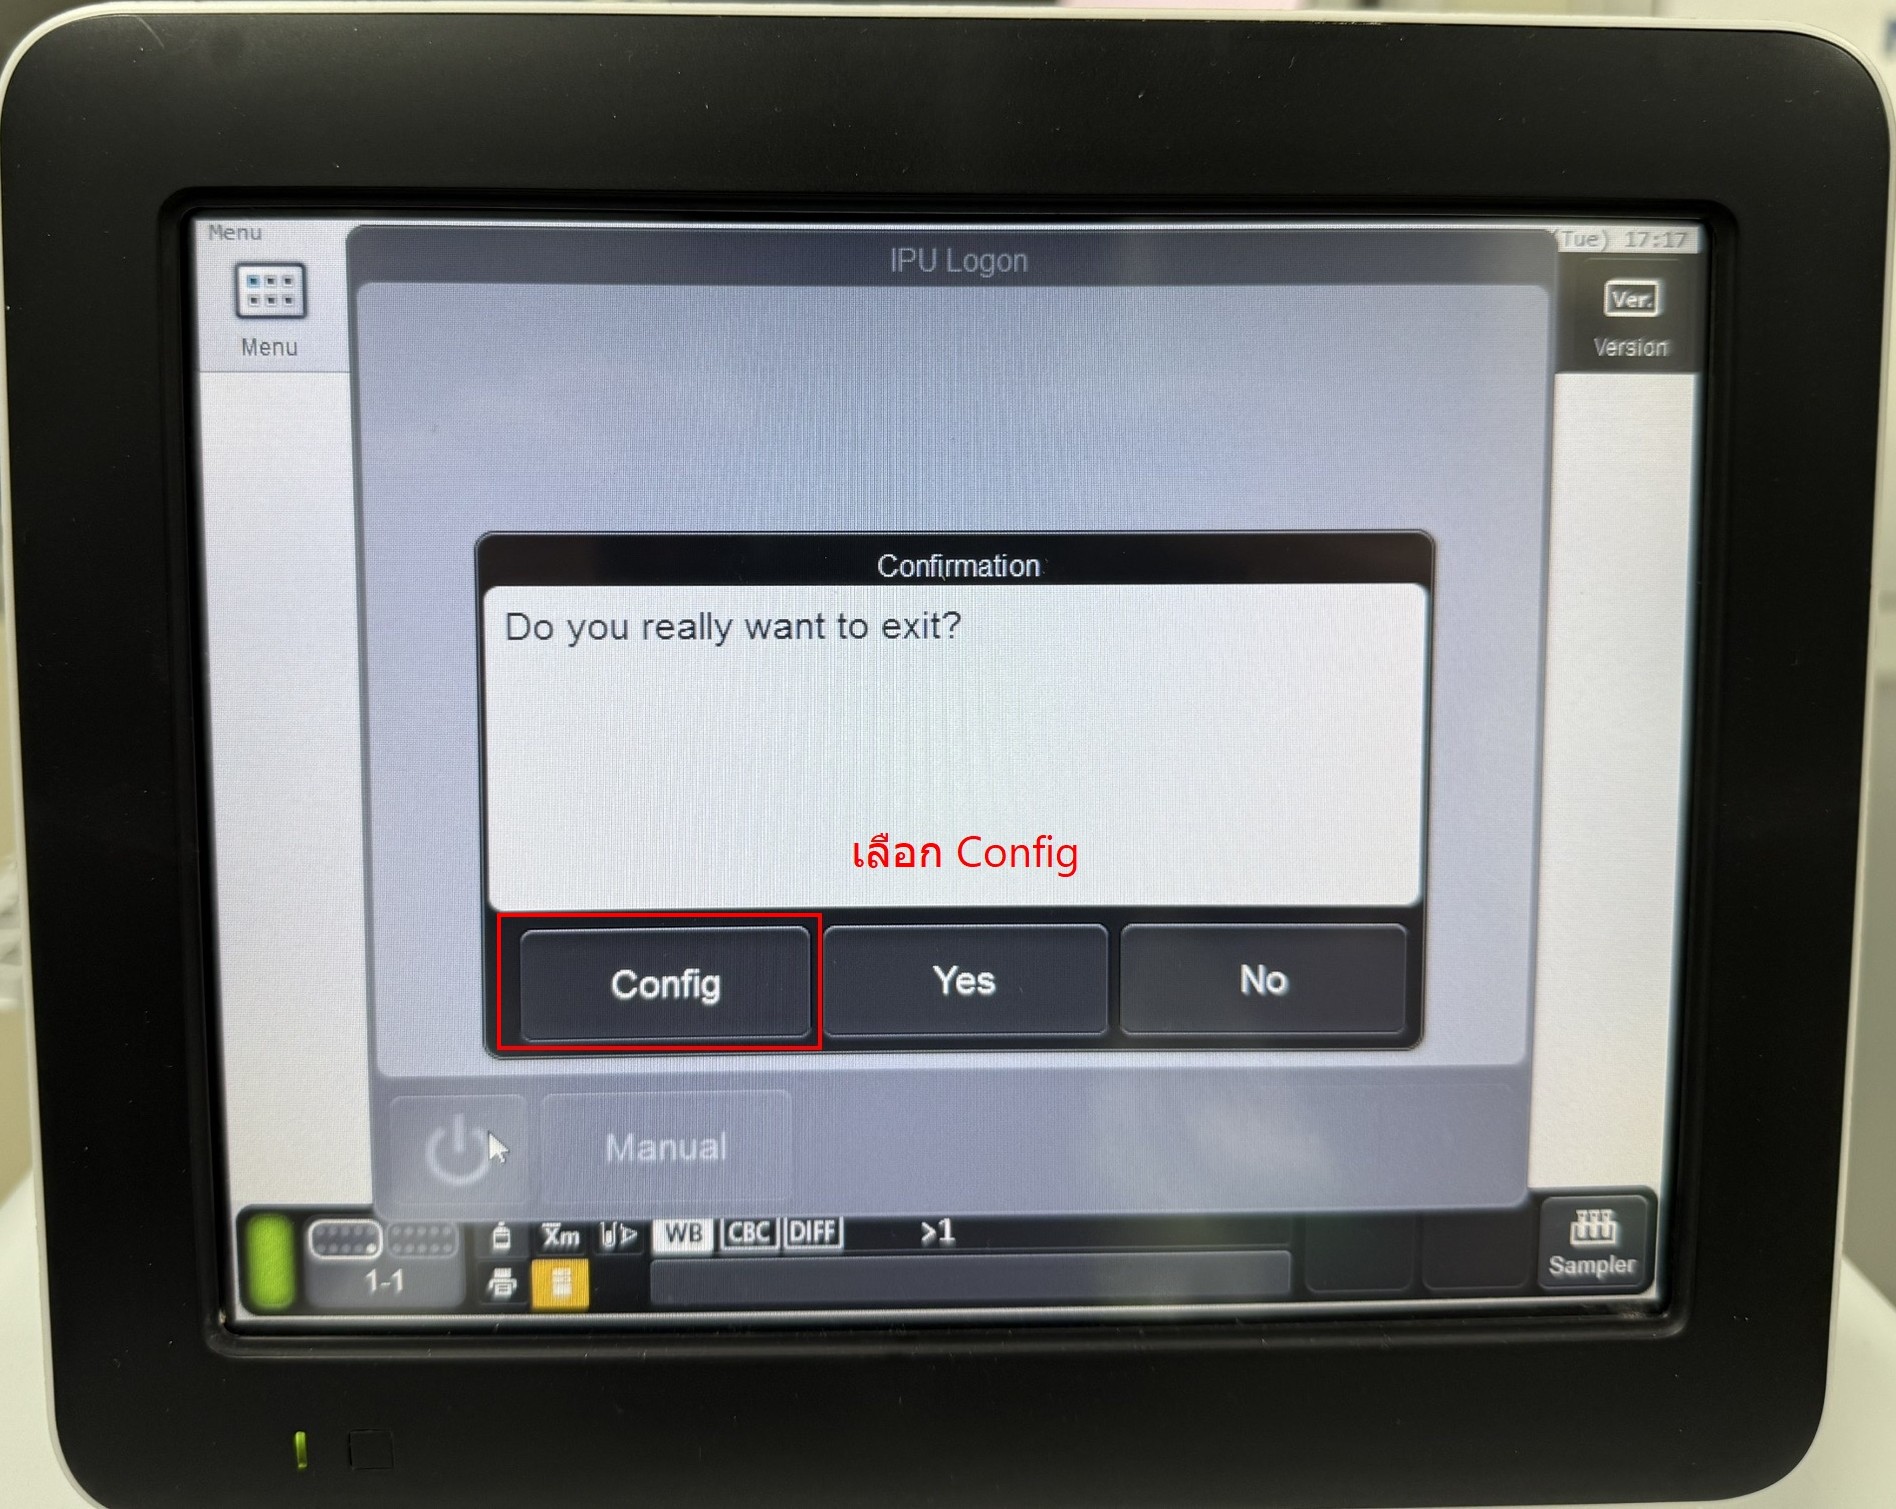 Menu
IPU Logon
(Tue) 17:17
Menu
Ver.
Version
Confirmation
Do you really want to exit?
เลือก Config
Config
Yes
No
Manual
1-1
Xm
WB
CBC
DIFF
>1
Sampler